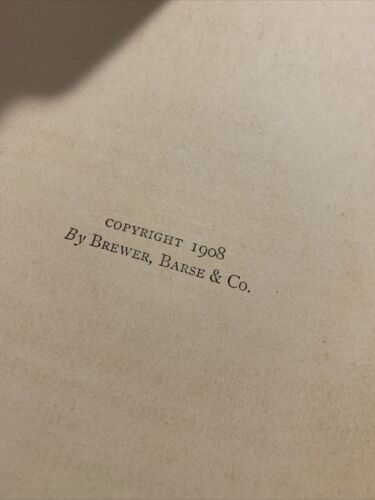 COPYRIGHT 1908
By BREWER, BARSE & CO.